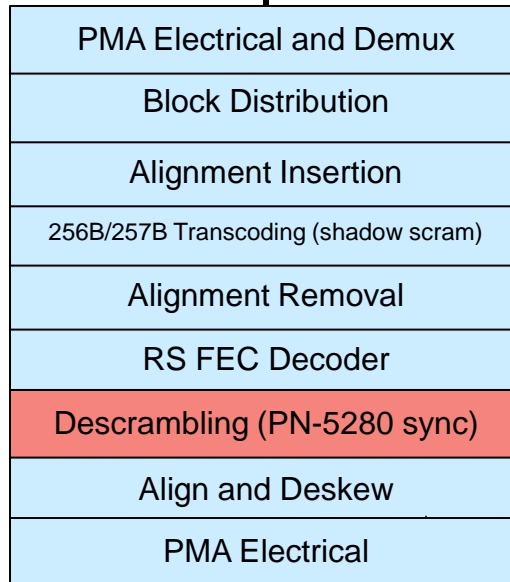 PMA Electrical and Demux
Block Distribution
Alignment Insertion
256B/257B Transcoding (shadow scram)
Alignment Removal
RS FEC Decoder
Descrambling (PN-5280 sync)
Align and Deskew
PMA Electrical